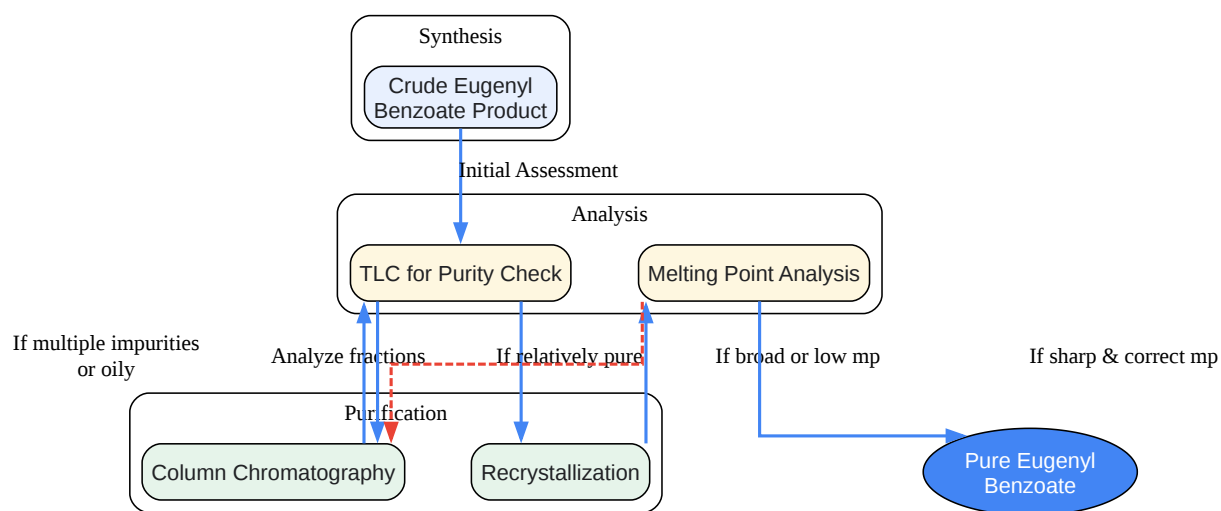 Synthesis
Crude Eugenyl
Benzoate Product
Initial Assessment
Analysis
TLC for Purity Check
Melting Point Analysis
If multiple impurities
or oily
Analyze fractions
If relatively pure
If broad or low mp
If sharp & correct mp
Purification
Column Chromatography
Recrystallization
Pure Eugenyl
Benzoate